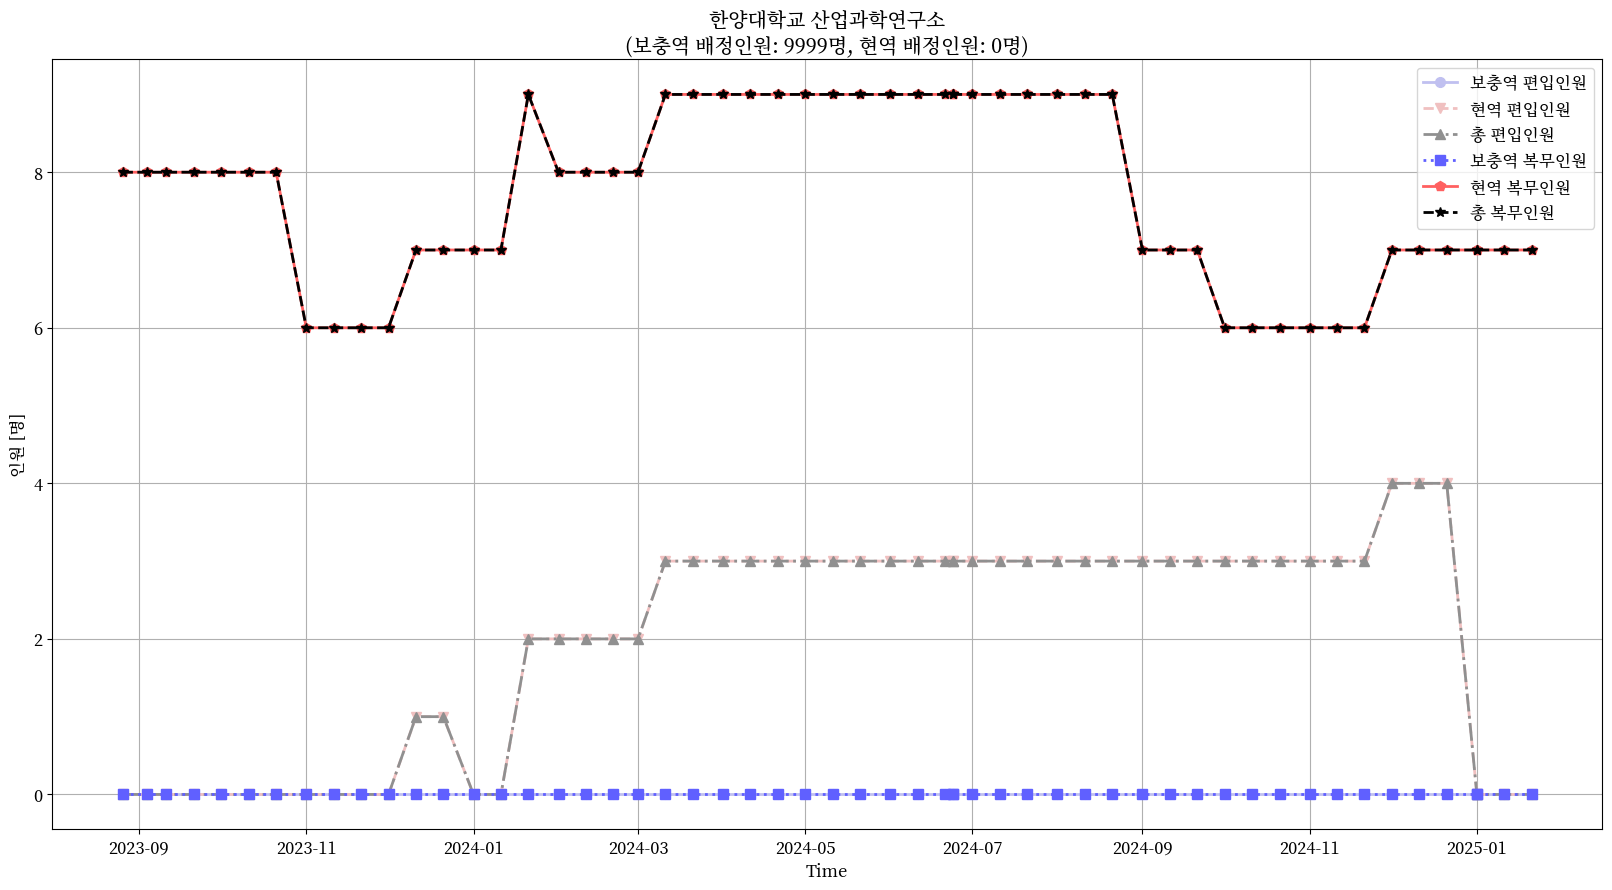 한양대학교 산업과학연구소
(보충역 배정인원: 9999명, 현역 배정인원: 0명)
보충역 편입인원
현역 편입인원
총 편입인원
보충역 복무인원
현역 복무인원
총 복무인원
인원 [명]
8
6
4
2
0
2023-09
2023-11
2024-01
2024-03
2024-05
2024-07
2024-09
2024-11
2025-01
Time